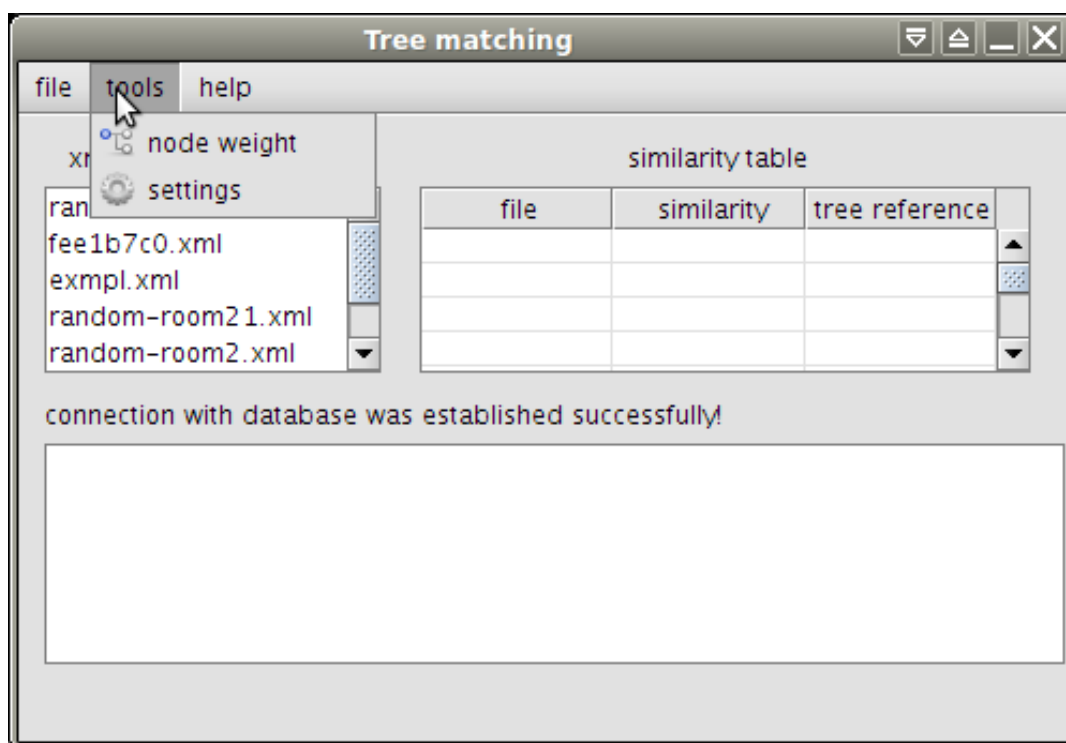 Tree matching
file tools help
node weight
settings
similarity table
file similarity tree reference
fee1b7c0.xml
exmpl.xml
random-room21.xml
random-room2.xml
connection with database was established successfully!